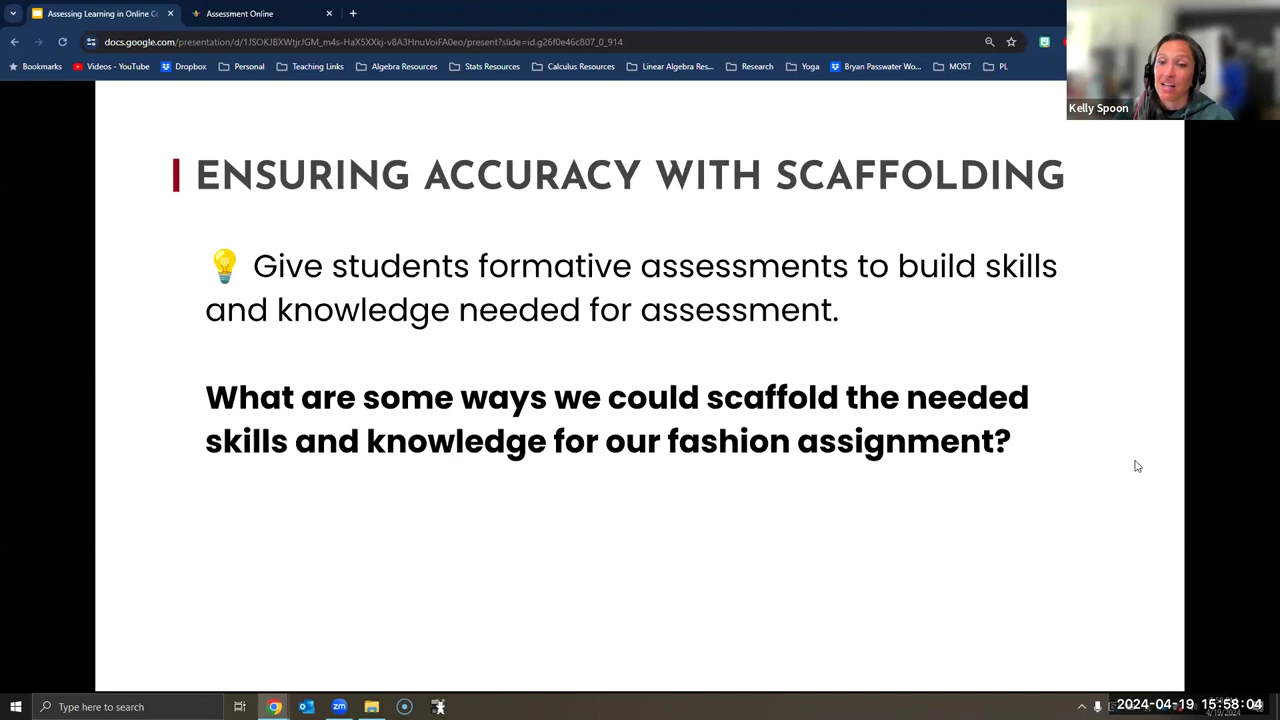 Assessing Learning in Online Co
Assessment Online
docs.google.com/presentation/d/1JSOKJBXWtjrJGM_m4s-HaX5XXkj-v8A3HnuVoiFA0eo/present?slide=id.g26f0e46c807_0_914
Bookmarks
Videos - YouTube
Dropbox
Personal
Teaching Links
Algebra Resources
Stats Resources
Calculus Resources
Linear Algebra Res...
Research
Yoga
Bryan Passwater Wo...
MOST
PL
Kelly Spoon
ENSURING ACCURACY WITH SCAFFOLDING
💡 Give students formative assessments to build skills
and knowledge needed for assessment.
What are some ways we could scaffold the needed
skills and knowledge for our fashion assignment?
Type here to search
2024-04-19 15:58:04